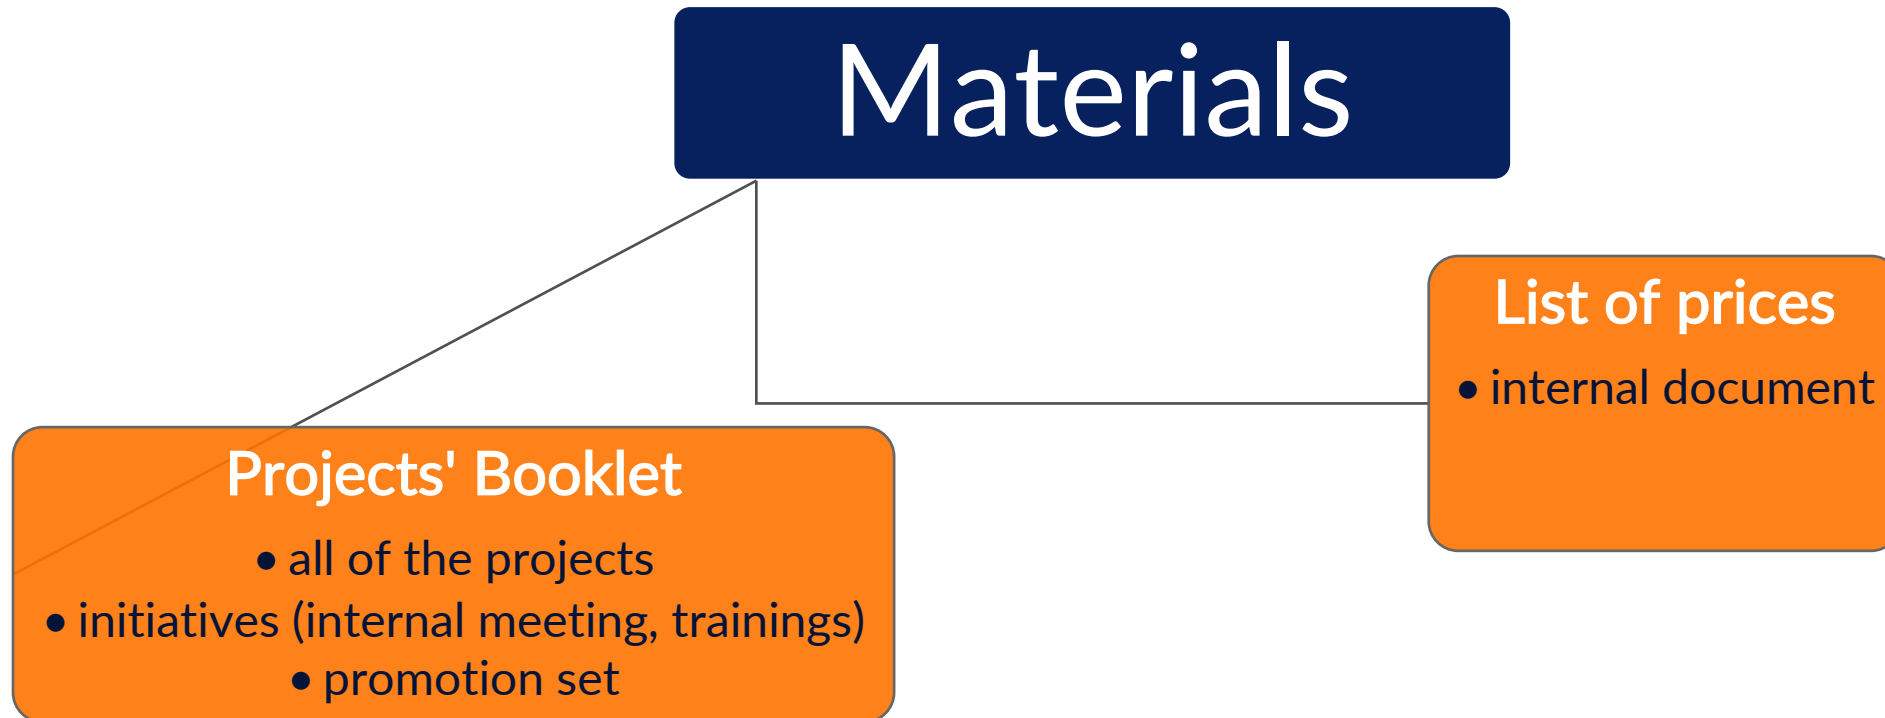 Materials
List of prices
• internal document
Projects' Booklet
• all of the projects
• initiatives (internal meeting, trainings)
• promotion set